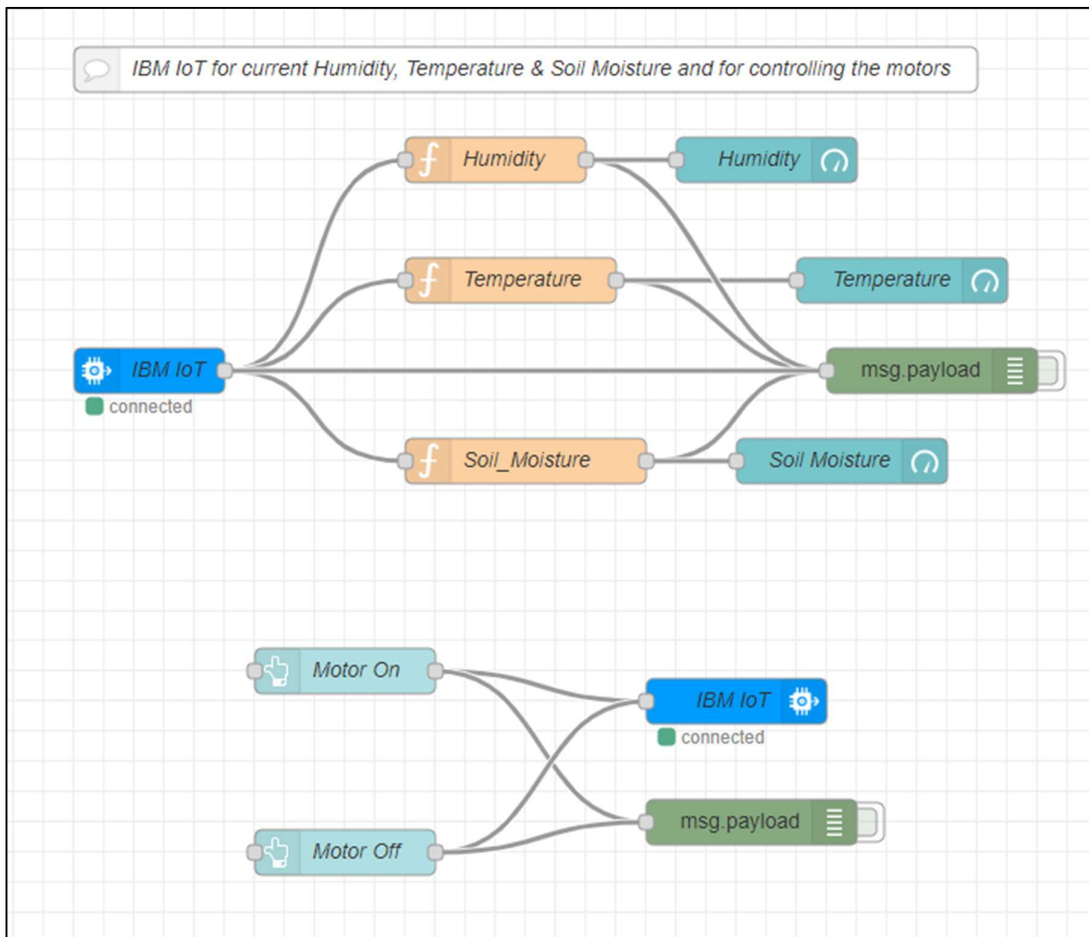 IBM IoT for current Humidity, Temperature & Soil Moisture and for controlling the motors
Humidity
Humidity
Temperature
Temperature
IBM IoT
connected
msg.payload
Soil_Moisture
Soil Moisture
Motor On
IBM IoT
connected
msg.payload
Motor Off